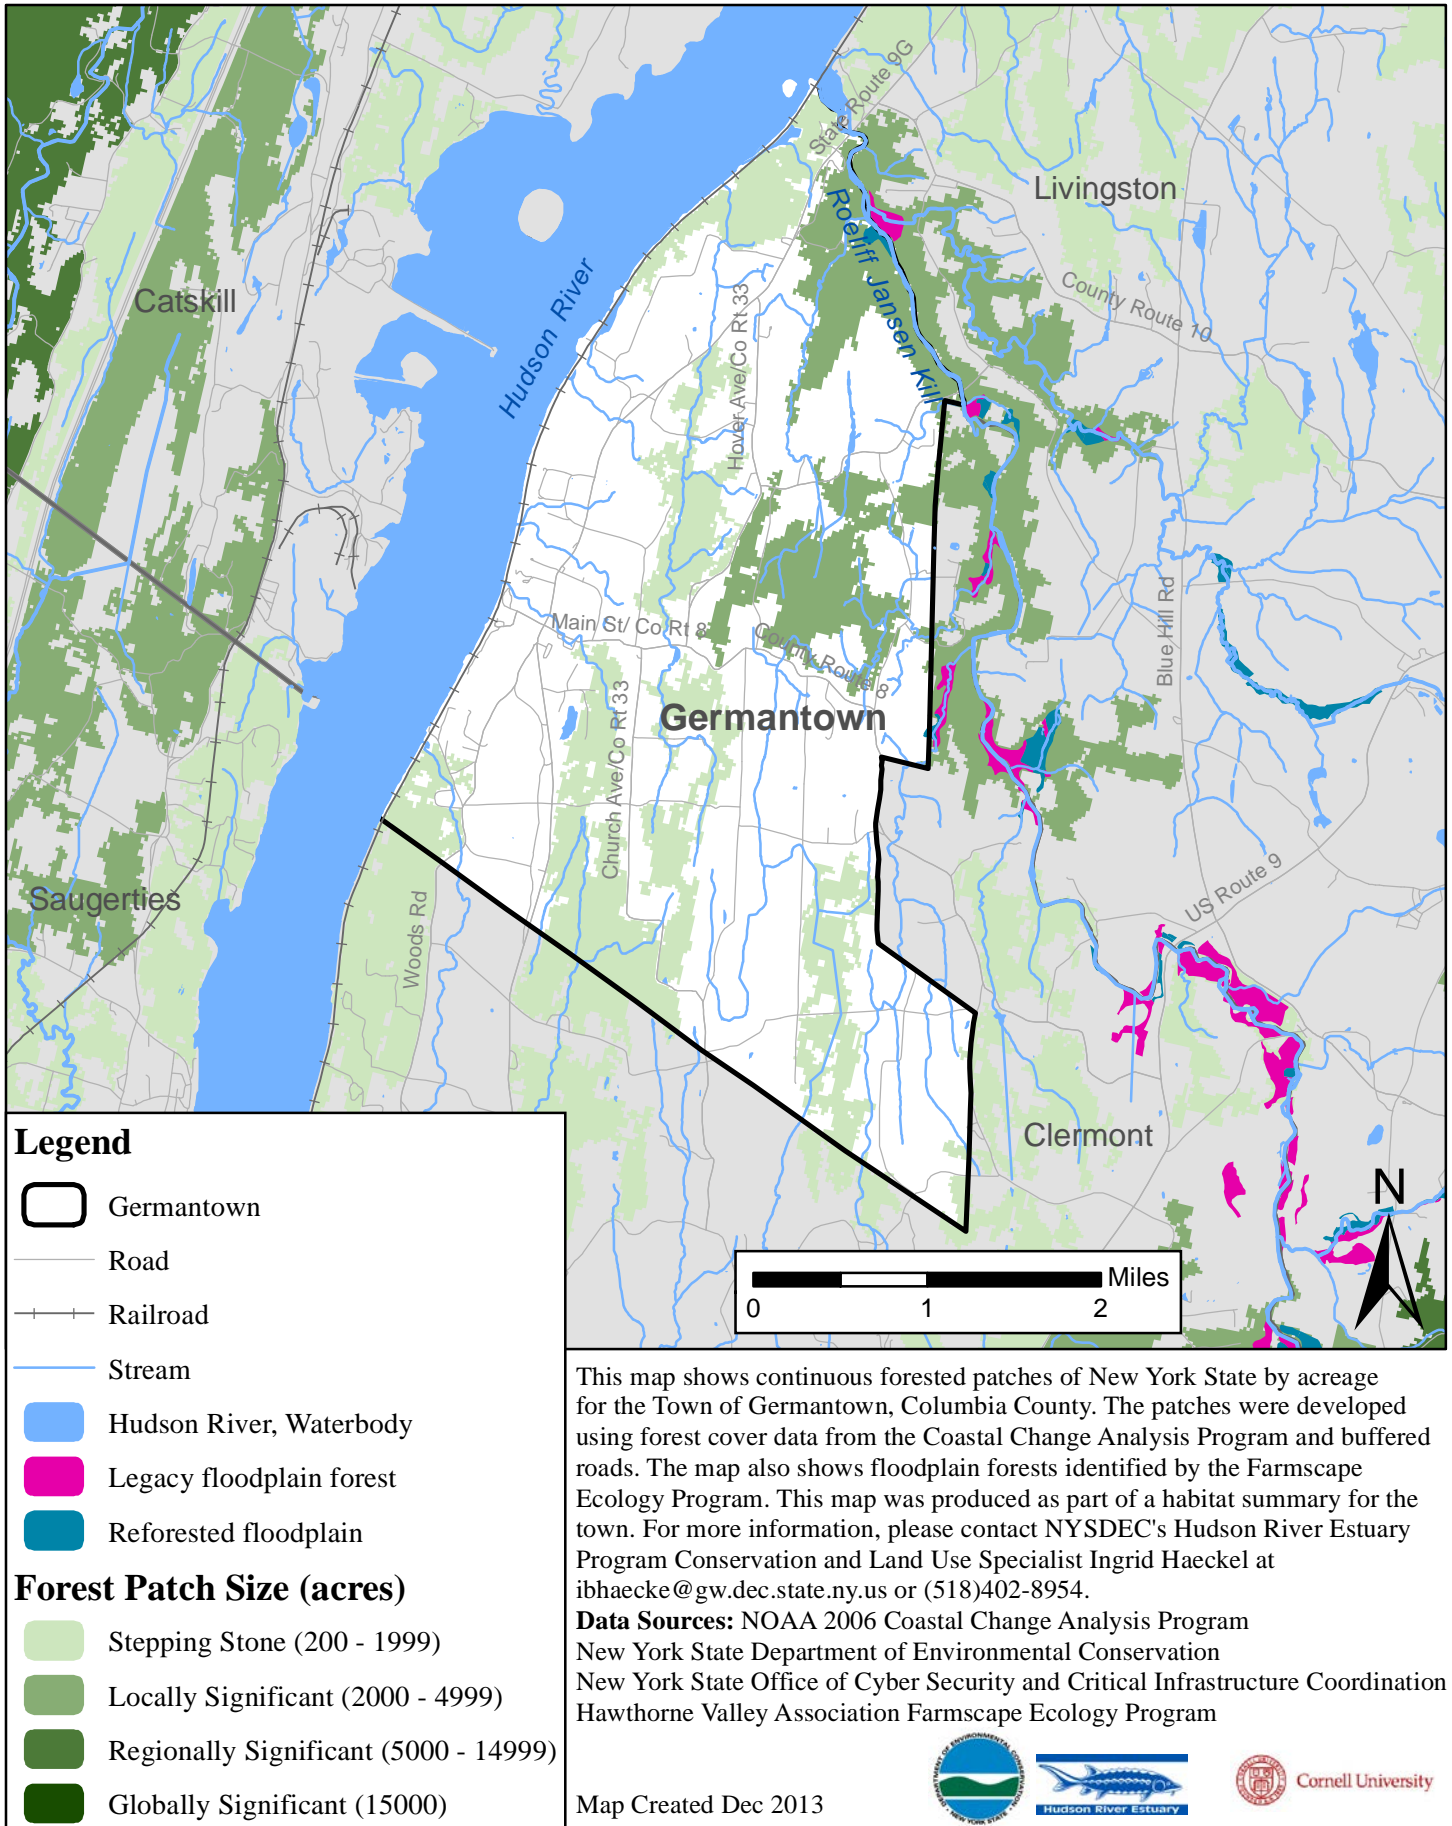 State Route 9G
Livingston
Roeliff Jansen Kill
County Route 10
Catskill
Hudson River
Hover Ave/Co Rt 33
Blue Hill Rd
Main St/ Co Rt 8
County Route 8
Church Ave/Co Rt 33
Germantown
US Route 9
Saugerties
Woods Rd
Clermont
N
Miles
0 1 2
Legend
Germantown
Road
Railroad
Stream
Hudson River, Waterbody
Legacy floodplain forest
Reforested floodplain
Forest Patch Size (acres)
Stepping Stone (200 - 1999)
Locally Significant (2000 - 4999)
Regionally Significant (5000 - 14999)
Globally Significant (15000)
This map shows continuous forested patches of New York State by acreage
for the Town of Germantown, Columbia County. The patches were developed
using forest cover data from the Coastal Change Analysis Program and buffered
roads. The map also shows floodplain forests identified by the Farmscape
Ecology Program. This map was produced as part of a habitat summary for the
town. For more information, please contact NYSDEC's Hudson River Estuary
Program Conservation and Land Use Specialist Ingrid Haeckel at
ibhaecke@gw.dec.state.ny.us or (518)402-8954.
Data Sources: NOAA 2006 Coastal Change Analysis Program
New York State Department of Environmental Conservation
New York State Office of Cyber Security and Critical Infrastructure Coordination
Hawthorne Valley Association Farmscape Ecology Program
Map Created Dec 2013
DEPARTMENT OF ENVIRONMENTAL CONSERVATION
NEW YORK STATE
Hudson River Estuary
Cornell University